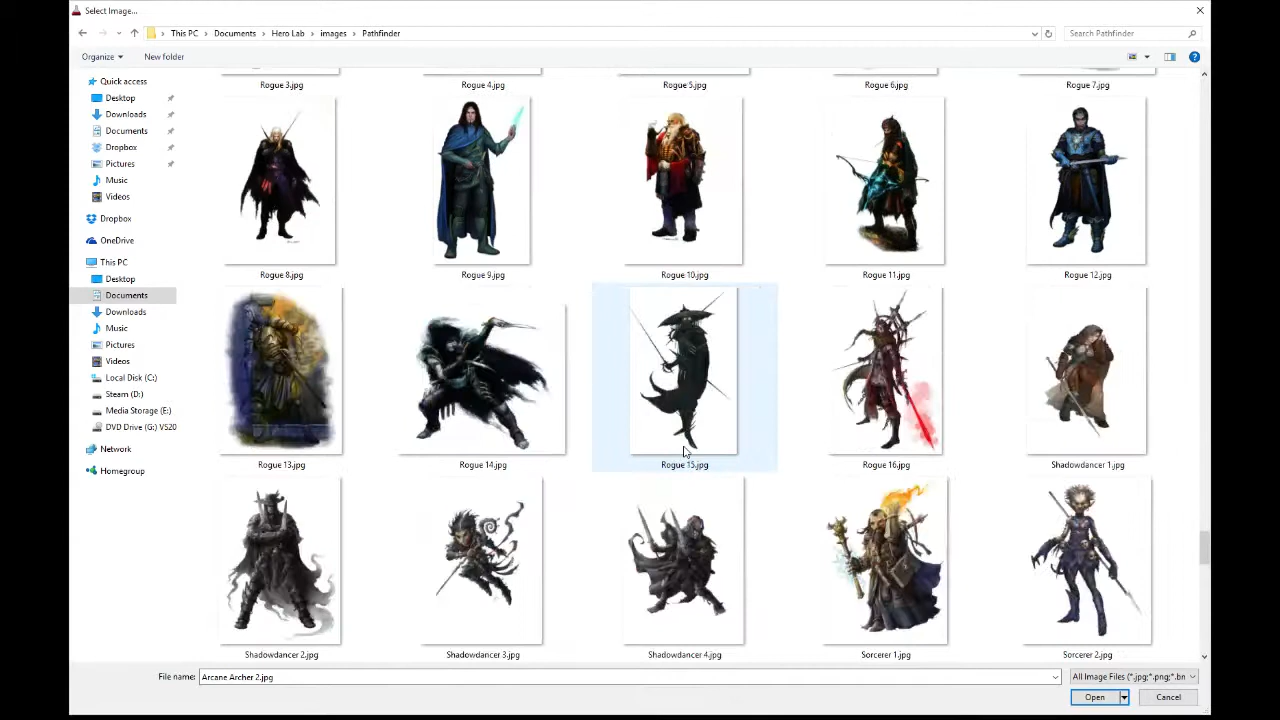 Select Image...
This PC > Documents > Hero Lab > images > Pathfinder
Search Pathfinder
Organize
New folder
Quick access
Desktop
Downloads
Documents
Dropbox
Pictures
Music
Videos
Dropbox
OneDrive
This PC
Desktop
Documents
Downloads
Music
Pictures
Videos
Local Disk (C:)
Steam (D:)
Media Storage (E:)
DVD Drive (G:) VS20
Network
Homegroup
Rogue 3.jpg
Rogue 4.jpg
Rogue 5.jpg
Rogue 6.jpg
Rogue 7.jpg
Rogue 8.jpg
Rogue 9.jpg
Rogue 10.jpg
Rogue 11.jpg
Rogue 12.jpg
Rogue 13.jpg
Rogue 14.jpg
Rogue 15.jpg
Rogue 16.jpg
Shadowdancer 1.jpg
Shadowdancer 2.jpg
Shadowdancer 3.jpg
Shadowdancer 4.jpg
Sorcerer 1.jpg
Sorcerer 2.jpg
File name:
Arcane Archer 2.jpg
All Image Files (*.jpg;*.png;*.bn
Open
Cancel